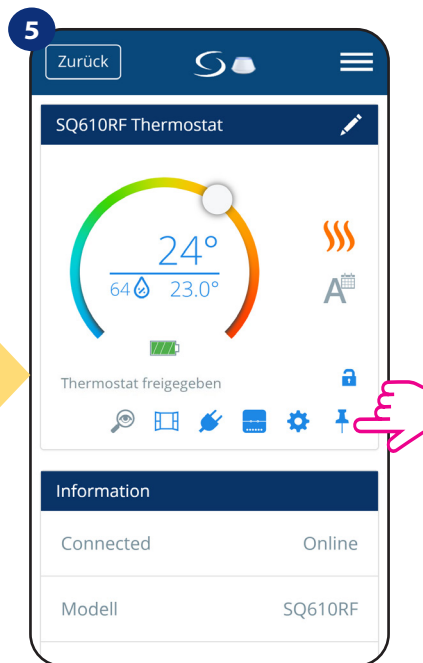 5
Zurück
SQ610RF Thermostat
24°
64 23.0°
A
Thermostat freigegeben
Information
Connected Online
Modell SQ610RF